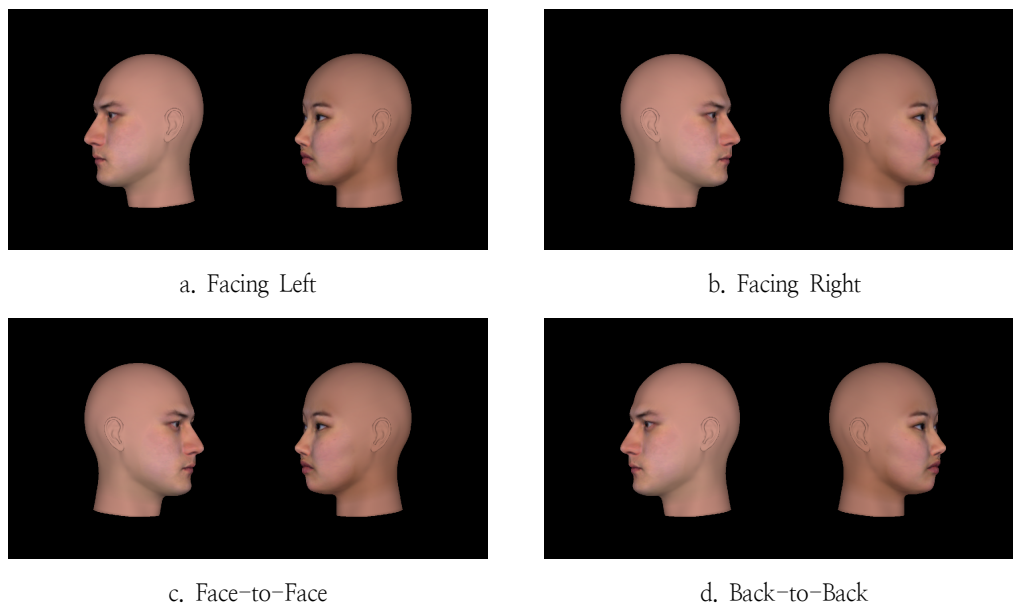 a. Facing Left
b. Facing Right
c. Face-to-Face
d. Back-to-Back